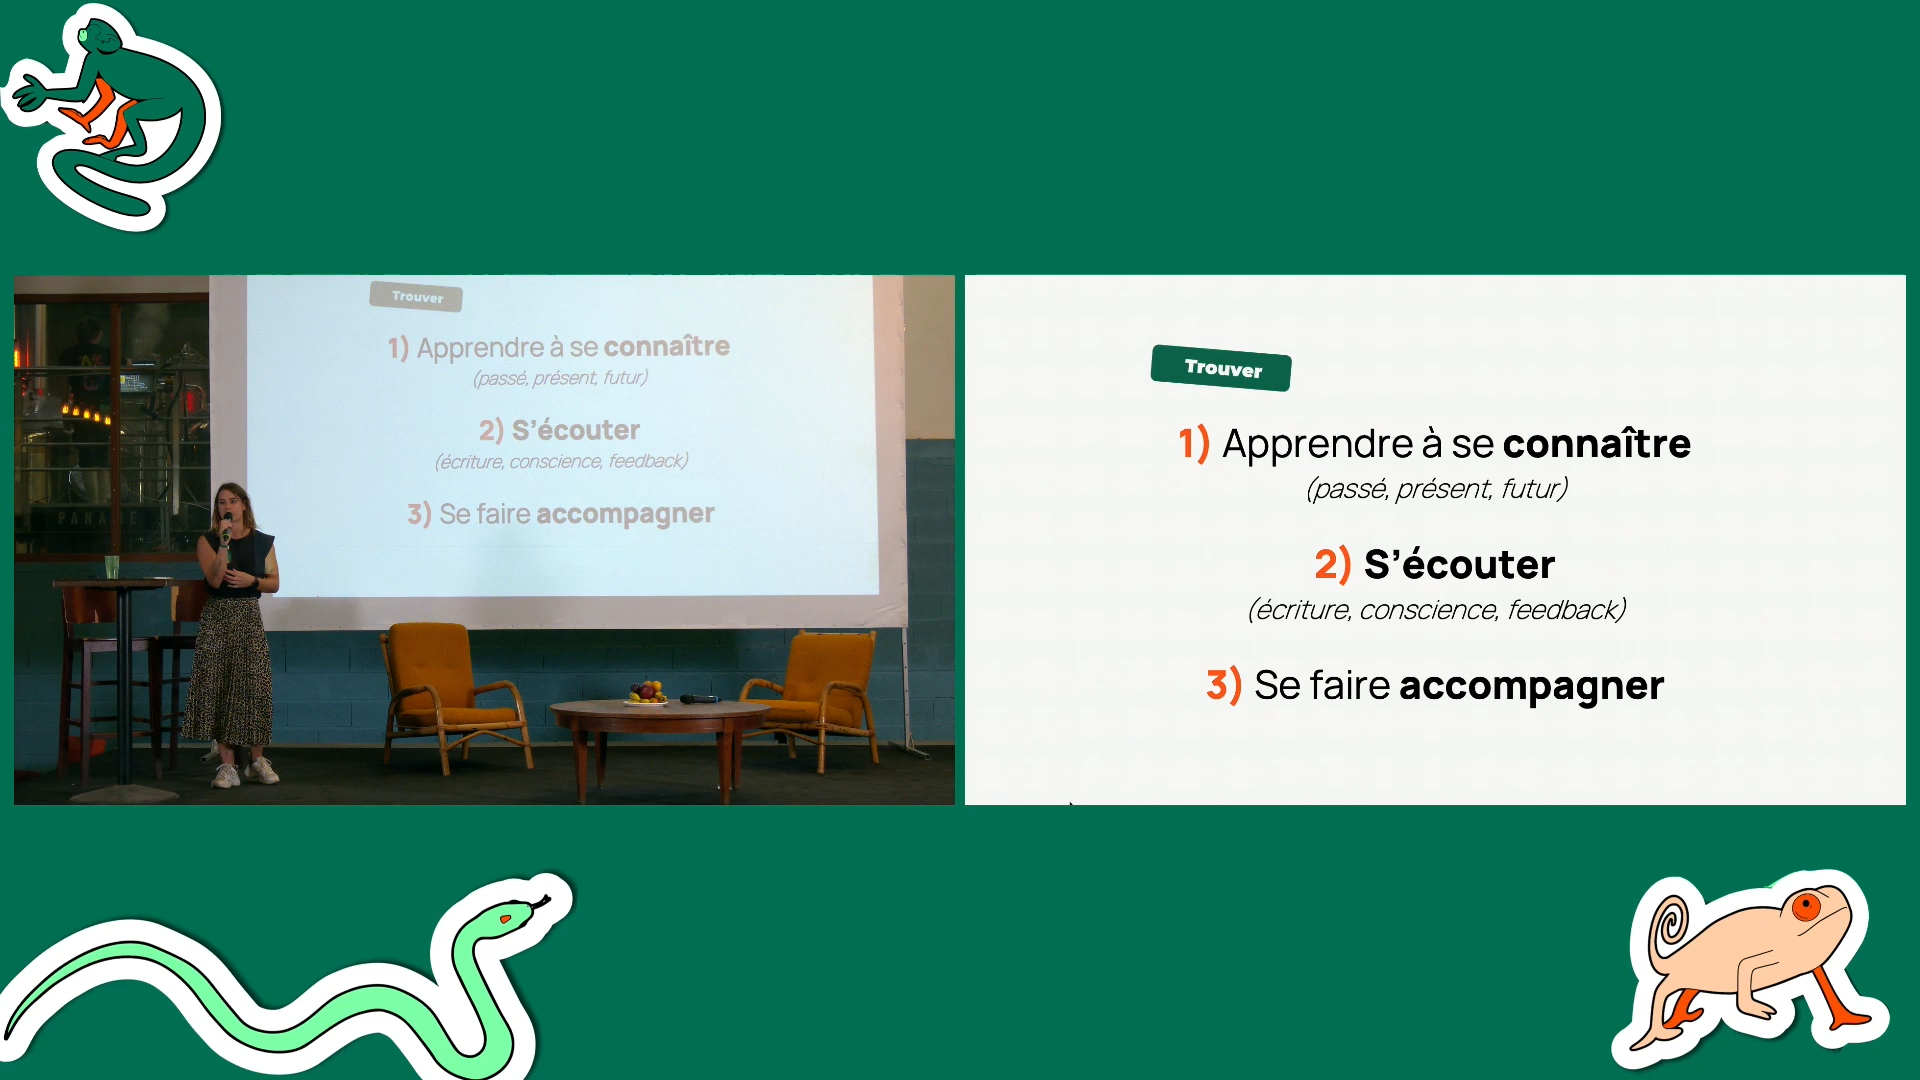 Trouver
1) Apprendre à se connaître
(passé, présent, futur)
2) S’écouter
(écriture, conscience, feedback)
3) Se faire accompagner
PANAME
Trouver
1) Apprendre à se connaître
(passé, présent, futur)
2) S’écouter
(écriture, conscience, feedback)
3) Se faire accompagner